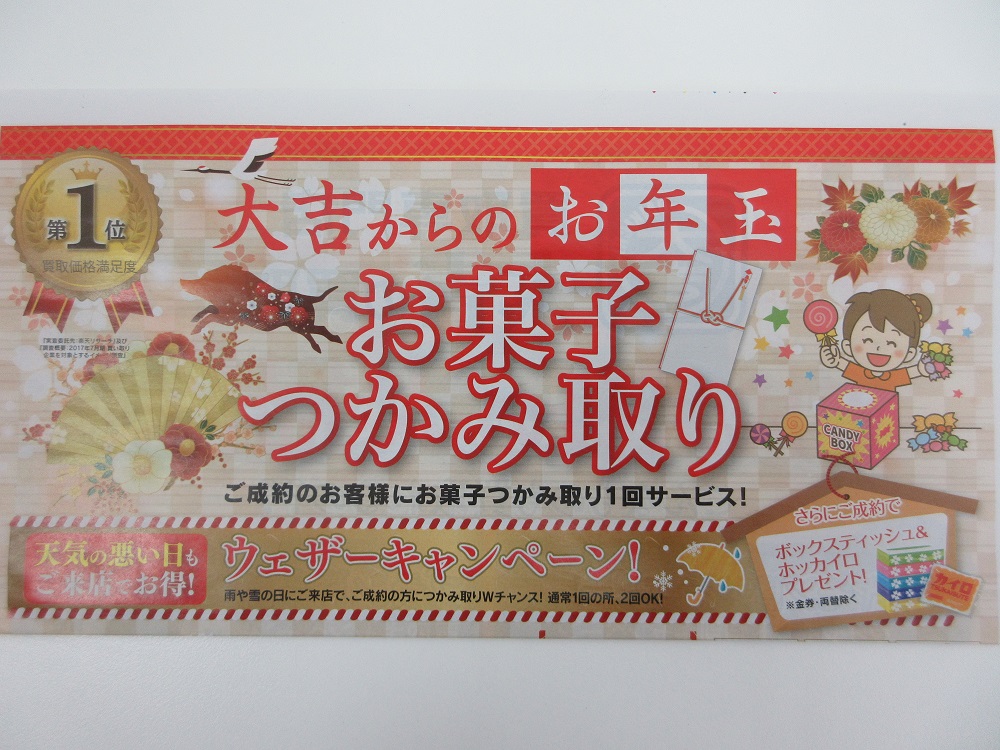 第1位
買取価格満足度
大吉からのお年玉
お菓子
つかみ取り
CANDY
BOX
ご成約のお客様にお菓子つかみ取り1回サービス!
天気の悪い日も
ご来店でお得!
ウェザーキャンペーン!
雨や雪の日にご来店で、ご成約の方につかみ取りWチャンス! 通常1回の所、2回OK!
さらにご成約で
ボックスティッシュ&
ホッカイロ
プレゼント!
※金券・両替除く
カイロ